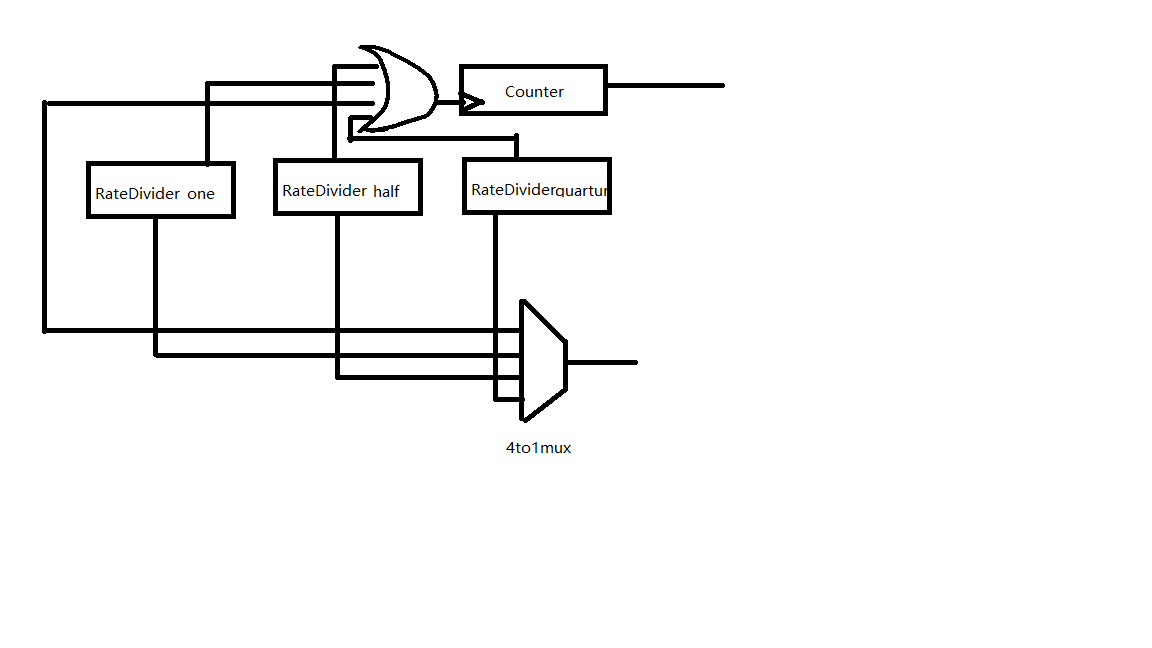 Counter
RateDivider one
RateDivider half
RateDividerquartur
4to1mux